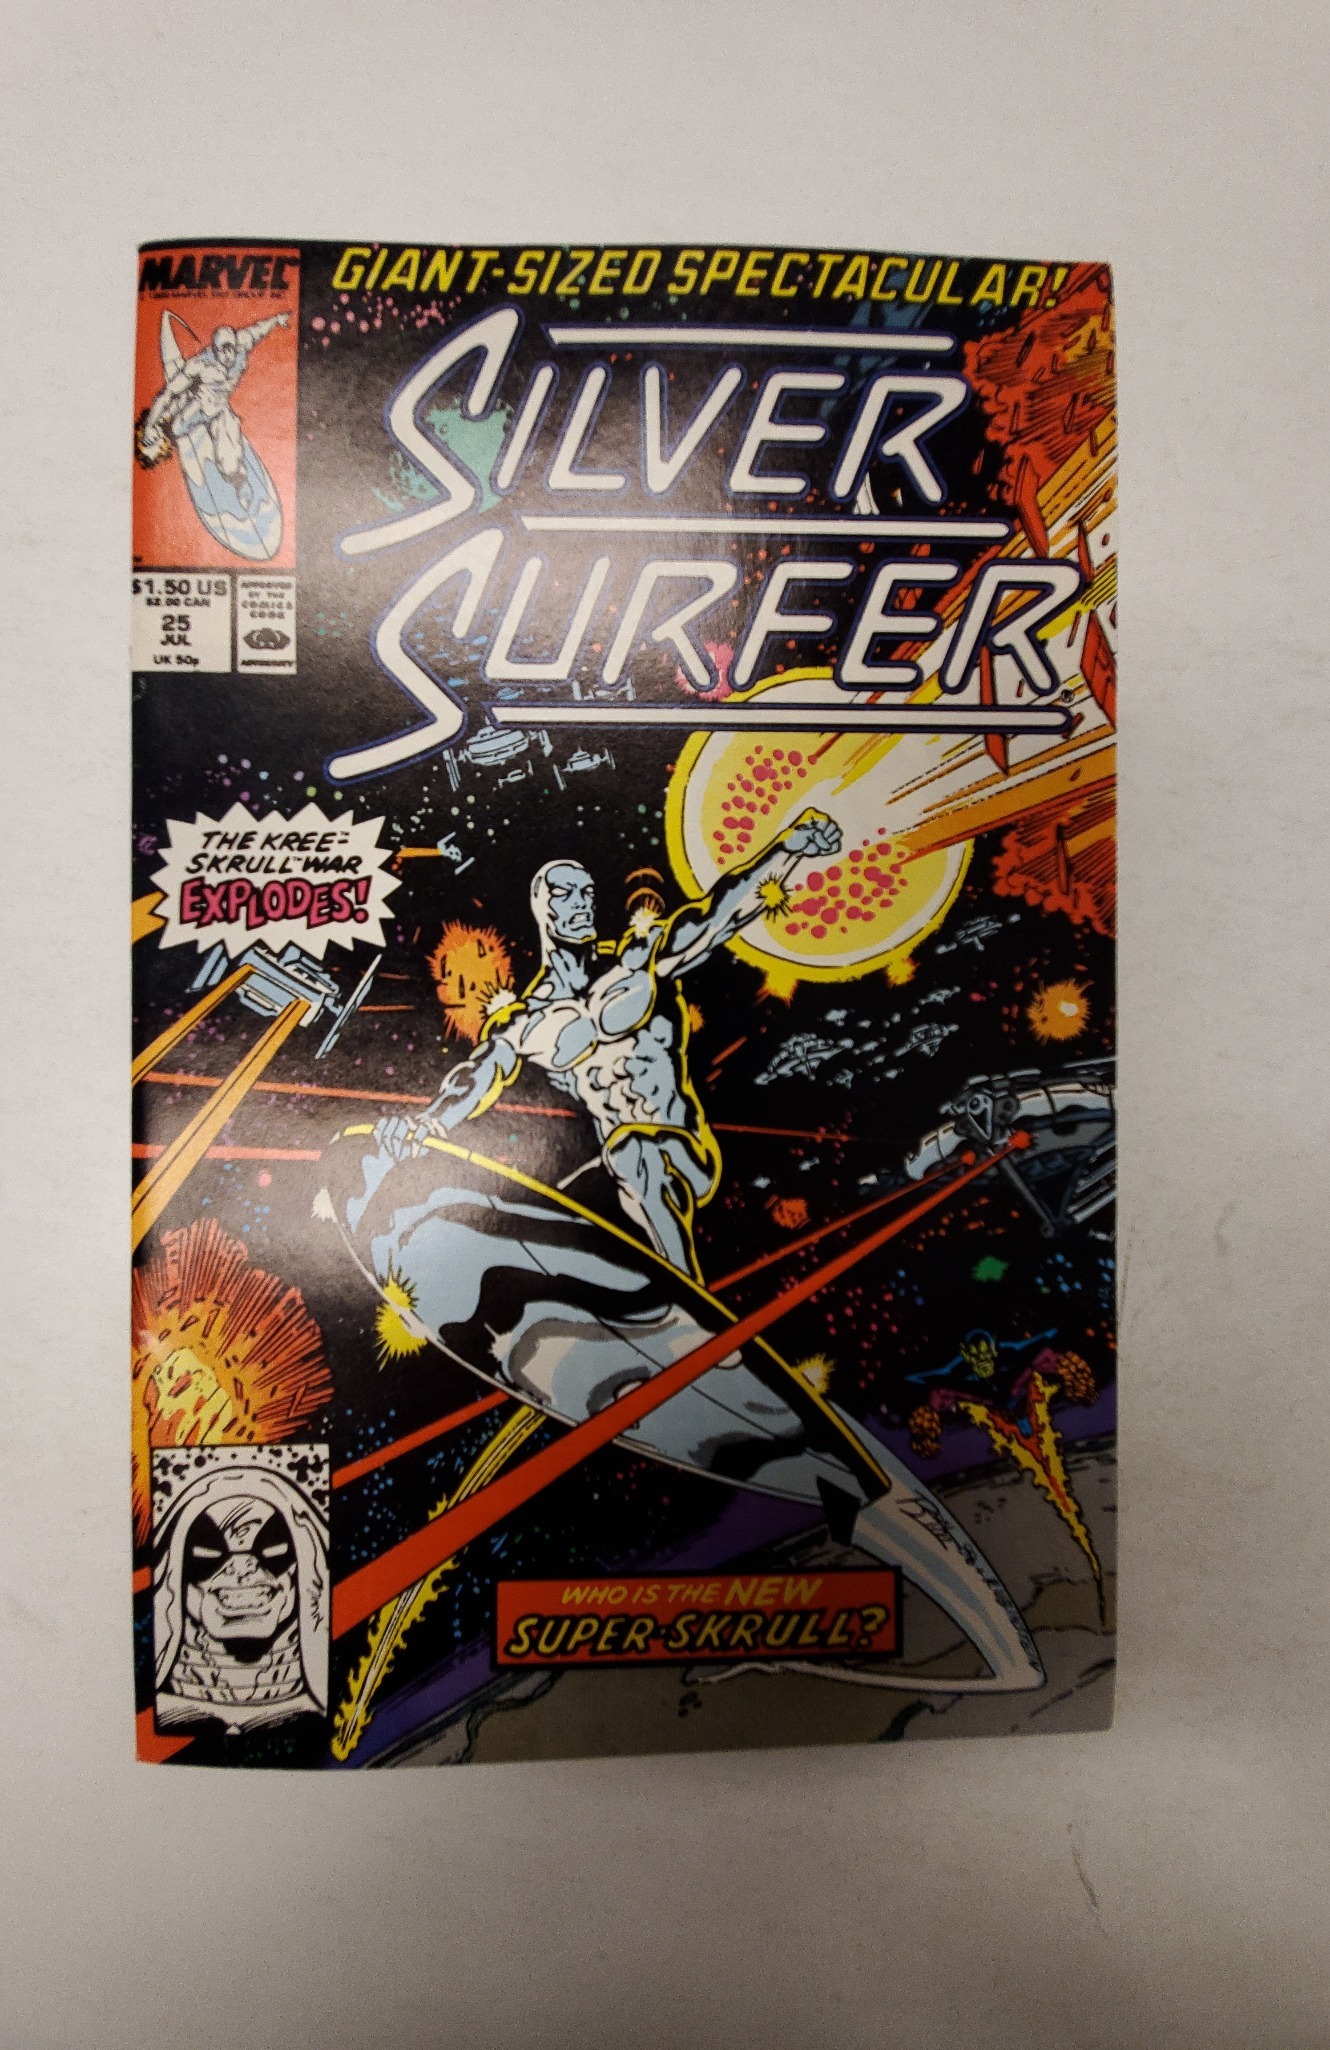 GIANT-SIZED SPECTACULAR!
MARVEL
SILVER
SURFER
$1.50 US
$2.00 CAN
25
JUL
UK 50p
APPROVED
BY THE
COMICS
CODE
AUTHORITY
THE KREE-
SKRULL™ WAR
EXPLODES!
WHO IS THE NEW
SUPER-SKRULL?